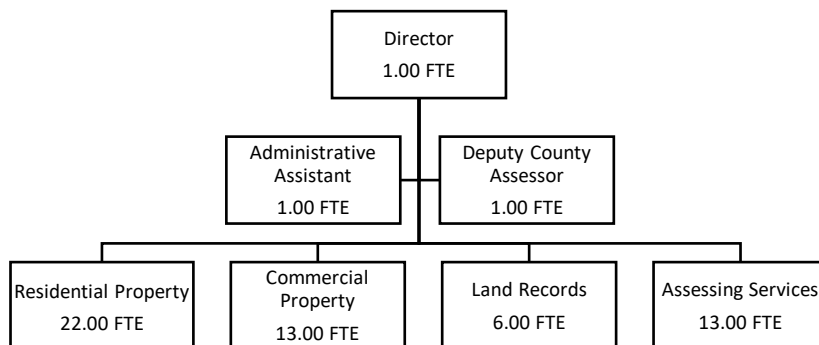 Director
1.00 FTE
Administrative
Assistant
1.00 FTE
Deputy County
Assessor
1.00 FTE
Residential Property
22.00 FTE
Commercial
Property
13.00 FTE
Land Records
6.00 FTE
Assessing Services
13.00 FTE